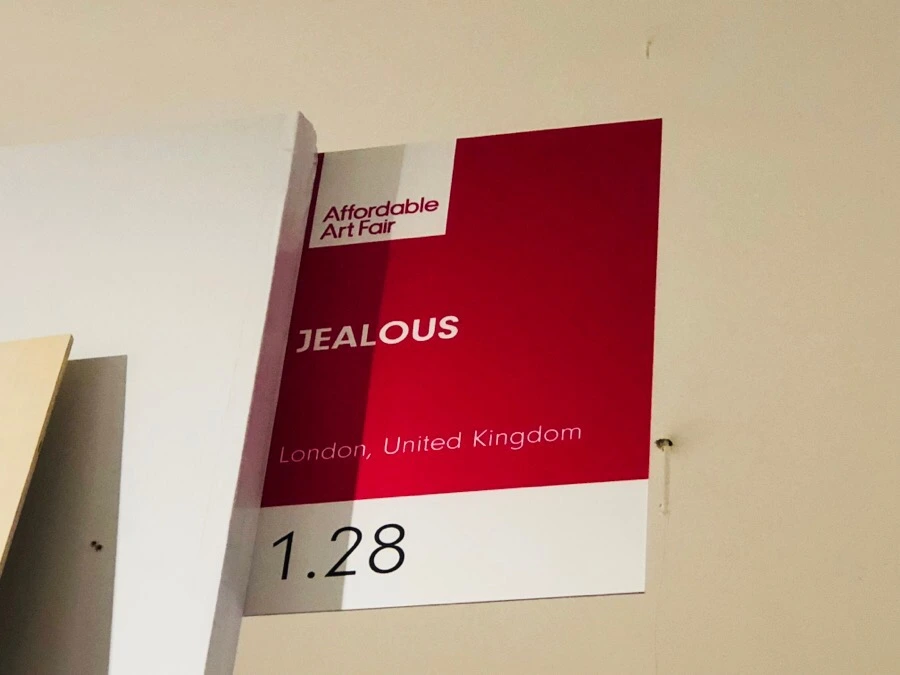 Affordable
Art Fair
JEALOUS
London, United Kingdom
1.28